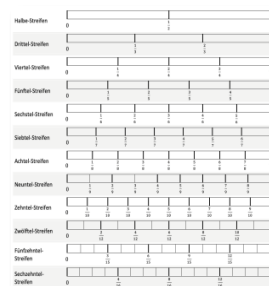 Halbe-Streifen
0 1/2
Drittel-Streifen
0 1/3 2/3
Viertel-Streifen
0 1/4 2/4 3/4
Fünftel-Streifen
0 1/5 2/5 3/5 4/5
Sechstel-Streifen
0 1/6 2/6 3/6 4/6 5/6
Siebtel-Streifen
0 1/7 2/7 3/7 4/7 5/7 6/7
Achtel-Streifen
0 1/8 2/8 3/8 4/8 5/8 6/8 7/8
Neuntel-Streifen
0 1/9 2/9 3/9 4/9 5/9 6/9 7/9 8/9
Zehntel-Streifen
0 1/10 2/10 3/10 4/10 5/10 6/10 7/10 8/10 9/10
Zwölftel-Streifen
0 2/12 4/12 6/12 8/12 10/12
Fünfzehntel-
Streifen
0 3/15 6/15 9/15 12/15
Sechzehntel-
Streifen
0 4/16 8/16 12/16